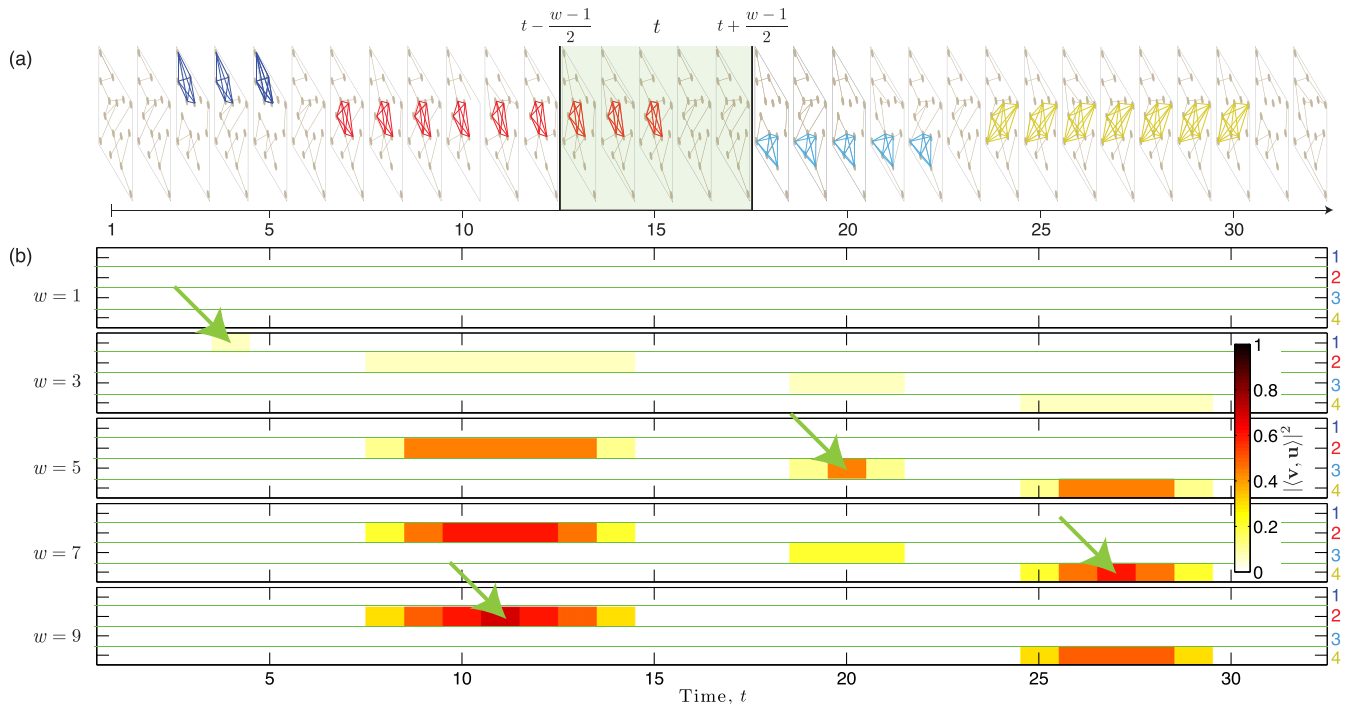 t − (w − 1)/2 t t + (w − 1)/2
(a)
1 5 10 15 20 25 30
(b)
w = 1
1
2
3
4
w = 3
1
2
3
4
w = 5
1
2
3
4
w = 7
1
2
3
4
w = 9
1
2
3
4
1
0.8
0.6
0.4
0.2
0
|⟨v, u⟩|²
5 10 15 20 25 30
Time, t